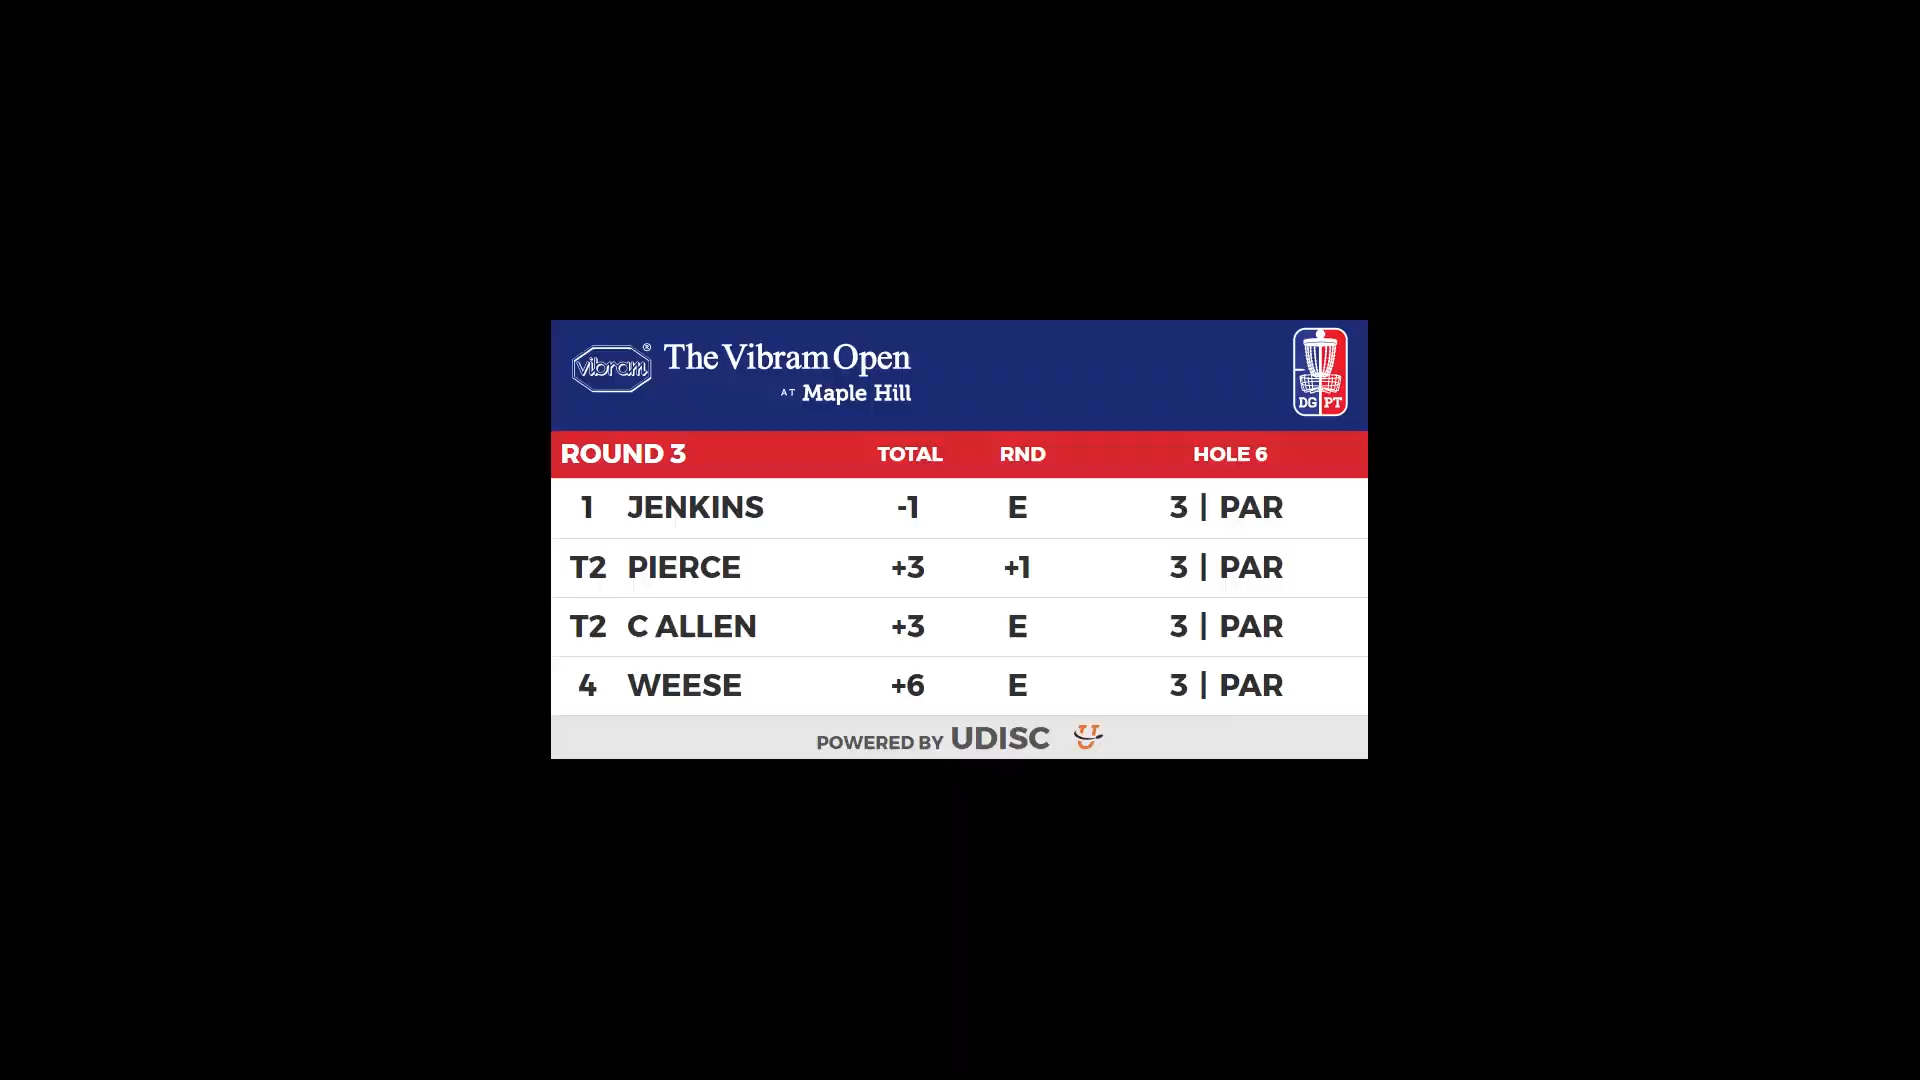 vibram® The Vibram Open
AT Maple Hill
DG PT
ROUND 3 TOTAL RND HOLE 6
1 JENKINS -1 E 3 | PAR
T2 PIERCE +3 +1 3 | PAR
T2 C ALLEN +3 E 3 | PAR
4 WEESE +6 E 3 | PAR
POWERED BY UDISC